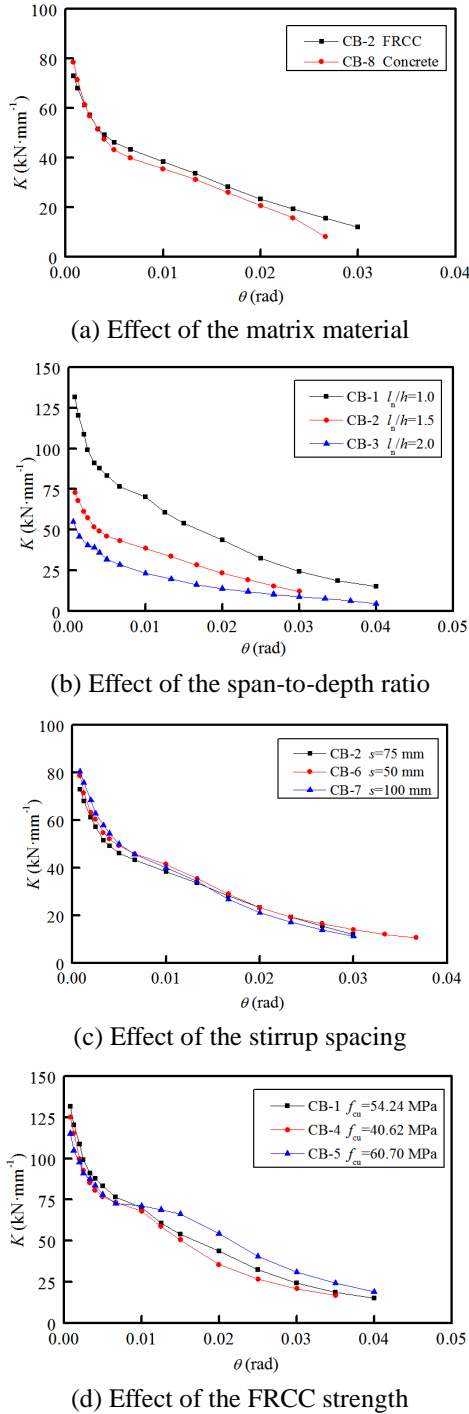 100
80
60
40
20
0
K (kN·mm⁻¹)
CB-2 FRCC
CB-8 Concrete
0.00 0.01 0.02 0.03 0.04
θ (rad)
(a) Effect of the matrix material
150
125
100
75
50
25
0
K (kN·mm⁻¹)
CB-1 lₙ/h=1.0
CB-2 lₙ/h=1.5
CB-3 lₙ/h=2.0
0.00 0.01 0.02 0.03 0.04
θ (rad)
(b) Effect of the span-to-depth ratio
100
80
60
40
20
0
K (kN·mm⁻¹)
CB-2 s=75 mm
CB-6 s=50 mm
CB-7 s=100 mm
0.00 0.01 0.02 0.03 0.04
θ (rad)
(c) Effect of the stirrup spacing
150
125
100
75
50
25
0
K (kN·mm⁻¹)
CB-1 f_cu=54.24 MPa
CB-4 f_cu=40.62 MPa
CB-5 f_cu=60.70 MPa
0.00 0.01 0.02 0.03 0.04 0.05
θ (rad)
(d) Effect of the FRCC strength